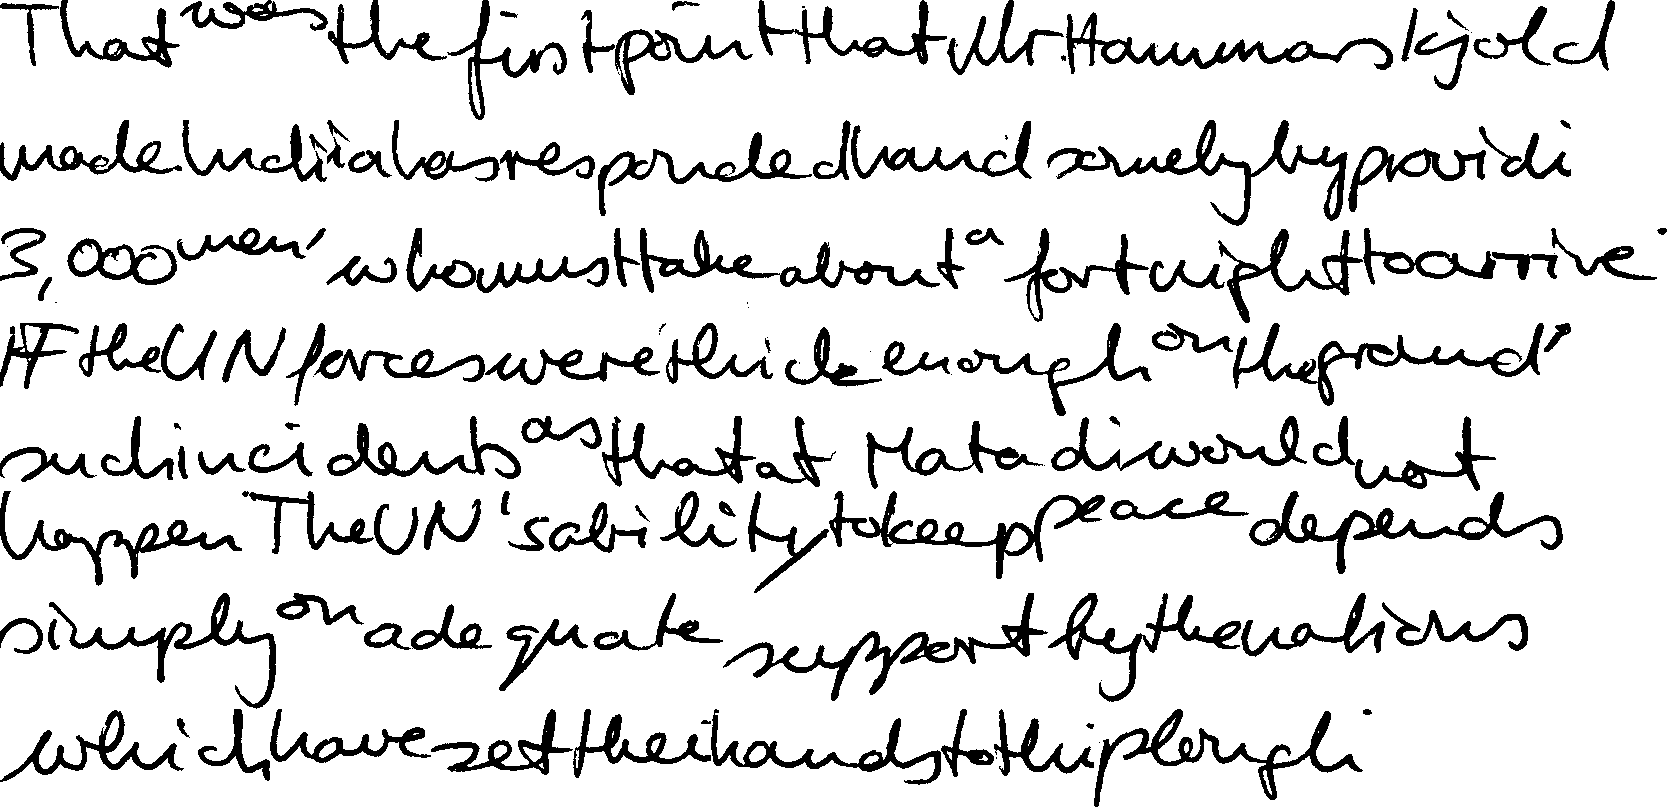 That was the first point that Mr. Hammarskjold
made. India has responded handsomely by providi
3,000 men, who must take about a fortnight to arrive.
If the UN forces were thick enough on the ground,
such incidents as that at Matadi would not
happen The UN's ability to keep peace depends
simply on adequate support by the nations
which have set their hands to this plough